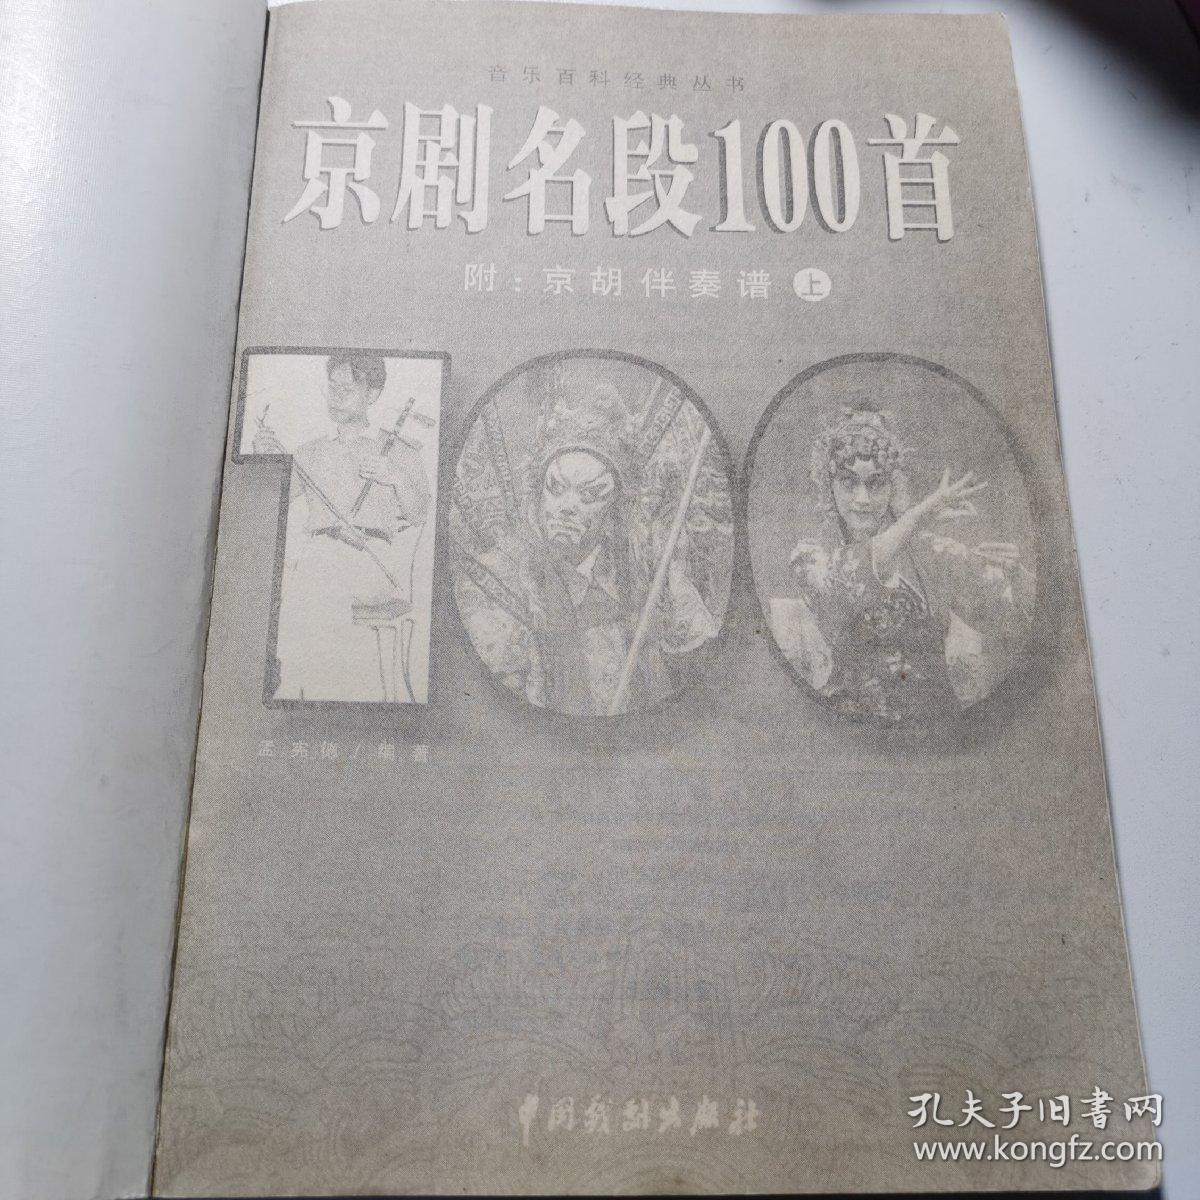 音乐百科经典丛书
京剧名段100首
附：京胡伴奏谱 上
孟宪德/编著
中国戏剧出版社
孔夫子旧書网
www.kongfz.com